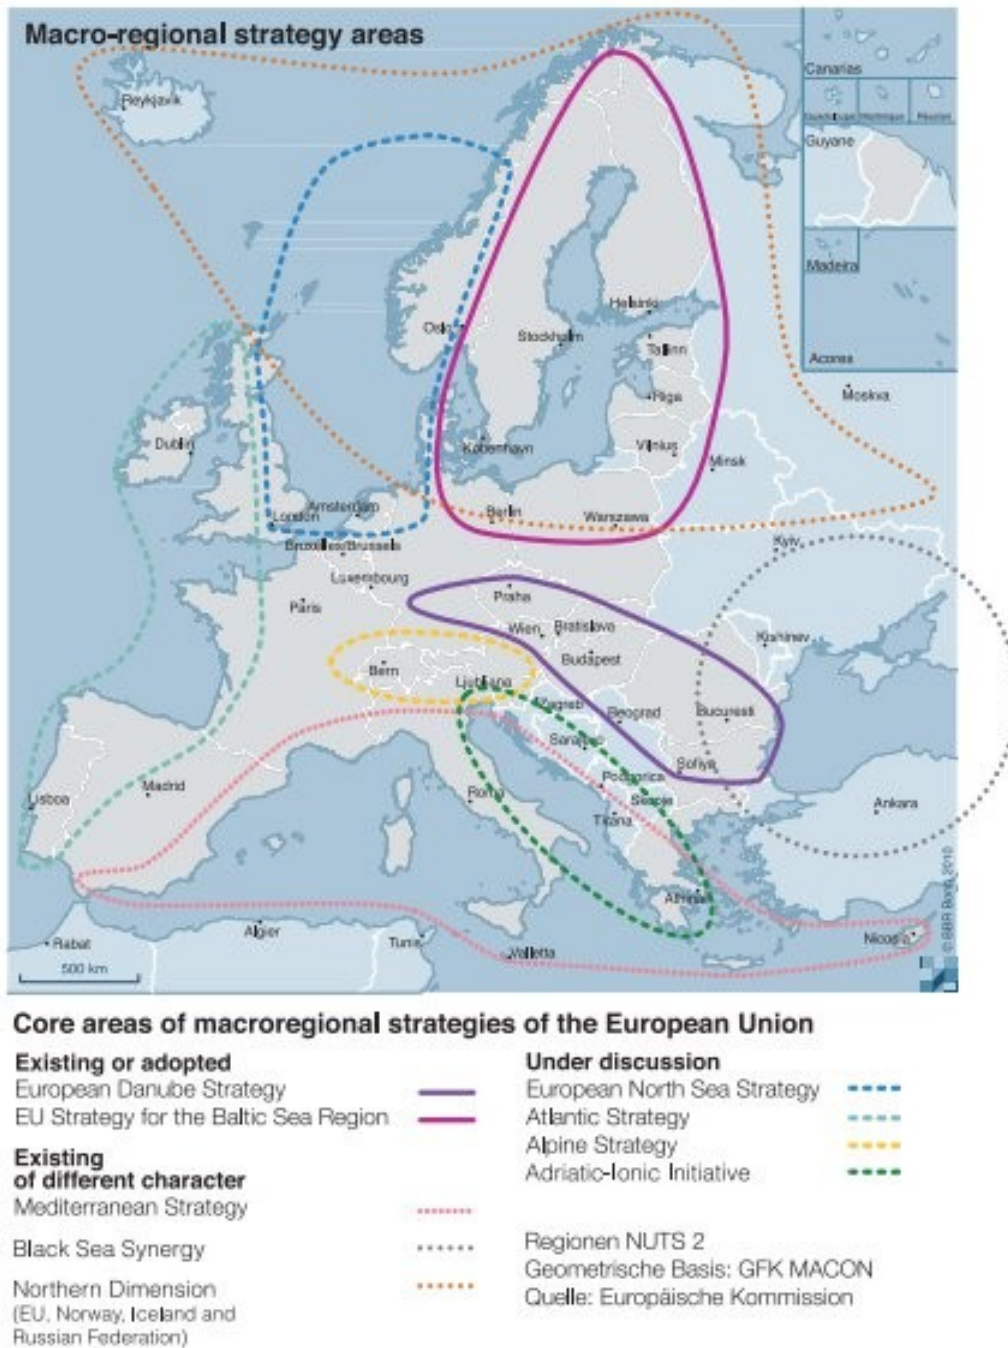 Macro-regional strategy areas
Canarias
Reykjavik
Guyane
Madeira
Acores
Helsinki
Oslo
Stockholm
Tallinn
Moskva
Riga
Dublin
København
Vilnius
Minsk
Amsterdam
London
Berlin
Warszawa
Bruxelles/Brussels
Kyiv
Luxembourg
Praha
Paris
Wien
Bratislava
Kishinev
Budapest
Bern
Ljubljana
Zagreb
Beograd
Bucuresti
Sarajevo
Sofiya
Podgorica
Madrid
Lisboa
Roma
Skopje
Ankara
Tirana
Athinai
Algier
Rabat
Tunis
Nicosia
Valletta
500 km
© BBR Bonn 2010
Core areas of macroregional strategies of the European Union
Existing or adopted
European Danube Strategy
EU Strategy for the Baltic Sea Region
Existing
of different character
Mediterranean Strategy
Black Sea Synergy
Northern Dimension
(EU, Norway, Iceland and
Russian Federation)
Under discussion
European North Sea Strategy
Atlantic Strategy
Alpine Strategy
Adriatic-Ionic Initiative
Regionen NUTS 2
Geometrische Basis: GFK MACON
Quelle: Europäische Kommission